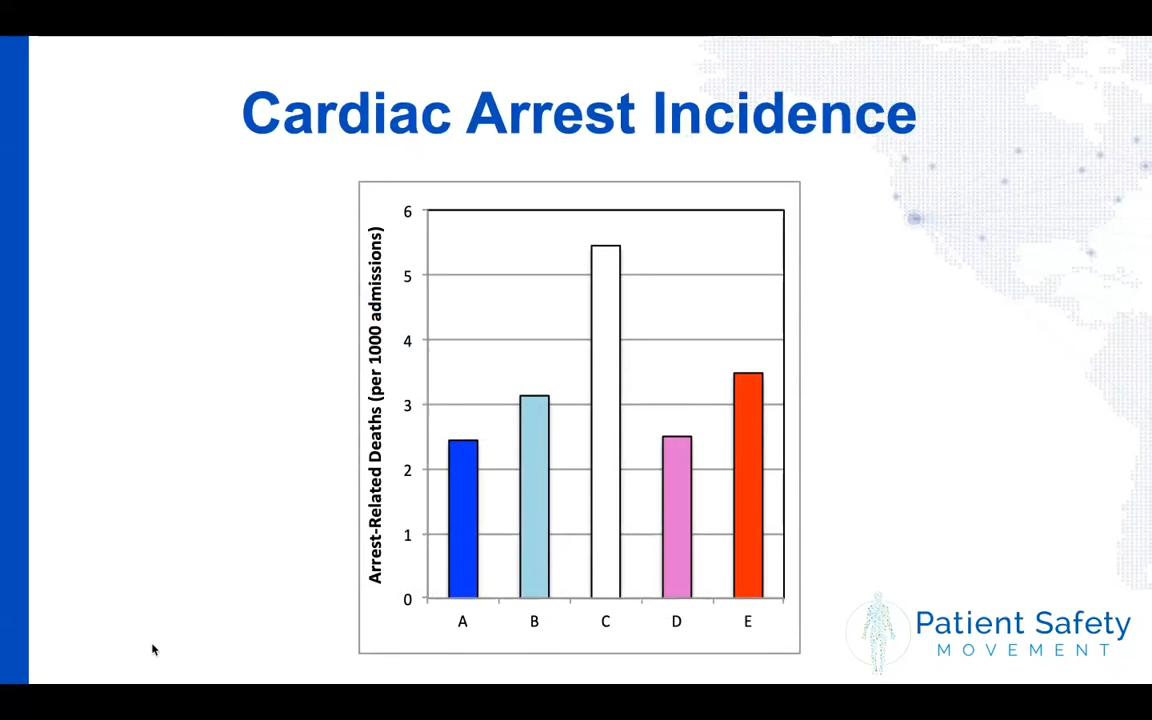 Cardiac Arrest Incidence
Arrest-Related Deaths (per 1000 admissions)
6
5
4
3
2
1
0
A B C D E
Patient Safety
MOVEMENT